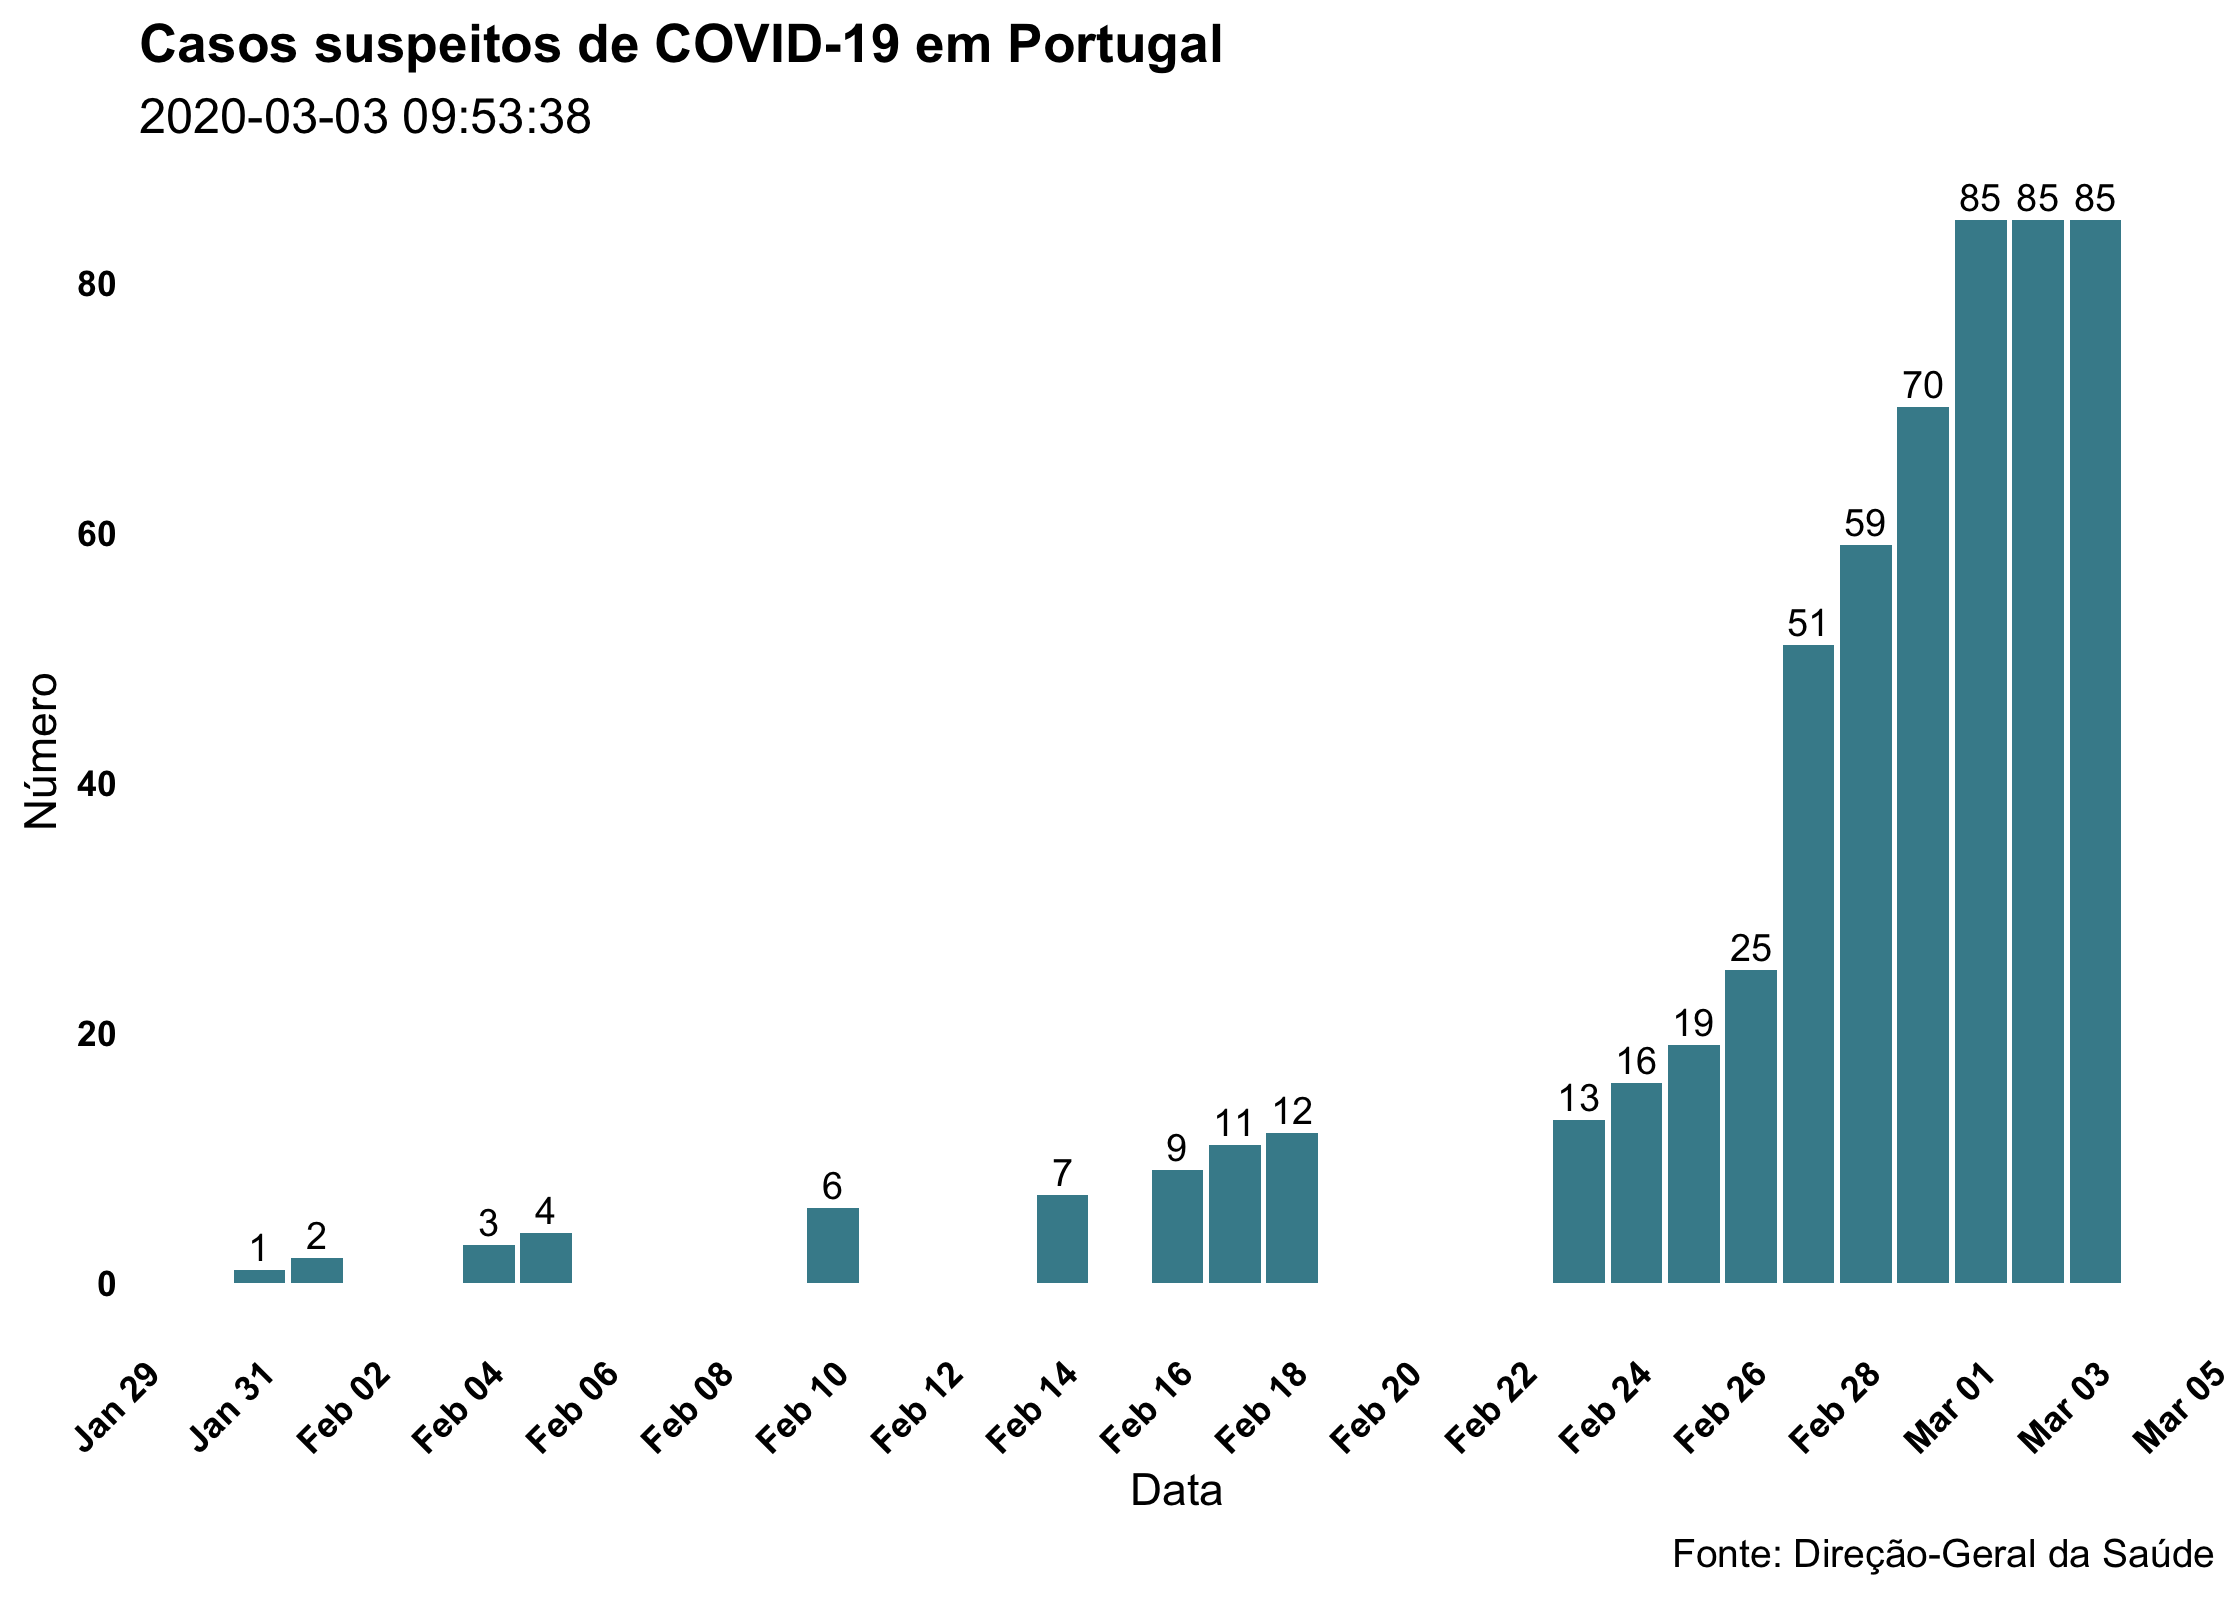 Casos suspeitos de COVID-19 em Portugal
2020-03-03 09:53:38
Número
80
60
40
20
0
1
2
3
4
6
7
9
11
12
13
16
19
25
51
59
70
85
85
85
Jan 29
Jan 31
Feb 02
Feb 04
Feb 06
Feb 08
Feb 10
Feb 12
Feb 14
Feb 16
Feb 18
Feb 20
Feb 22
Feb 24
Feb 26
Feb 28
Mar 01
Mar 03
Mar 05
Data
Fonte: Direção-Geral da Saúde